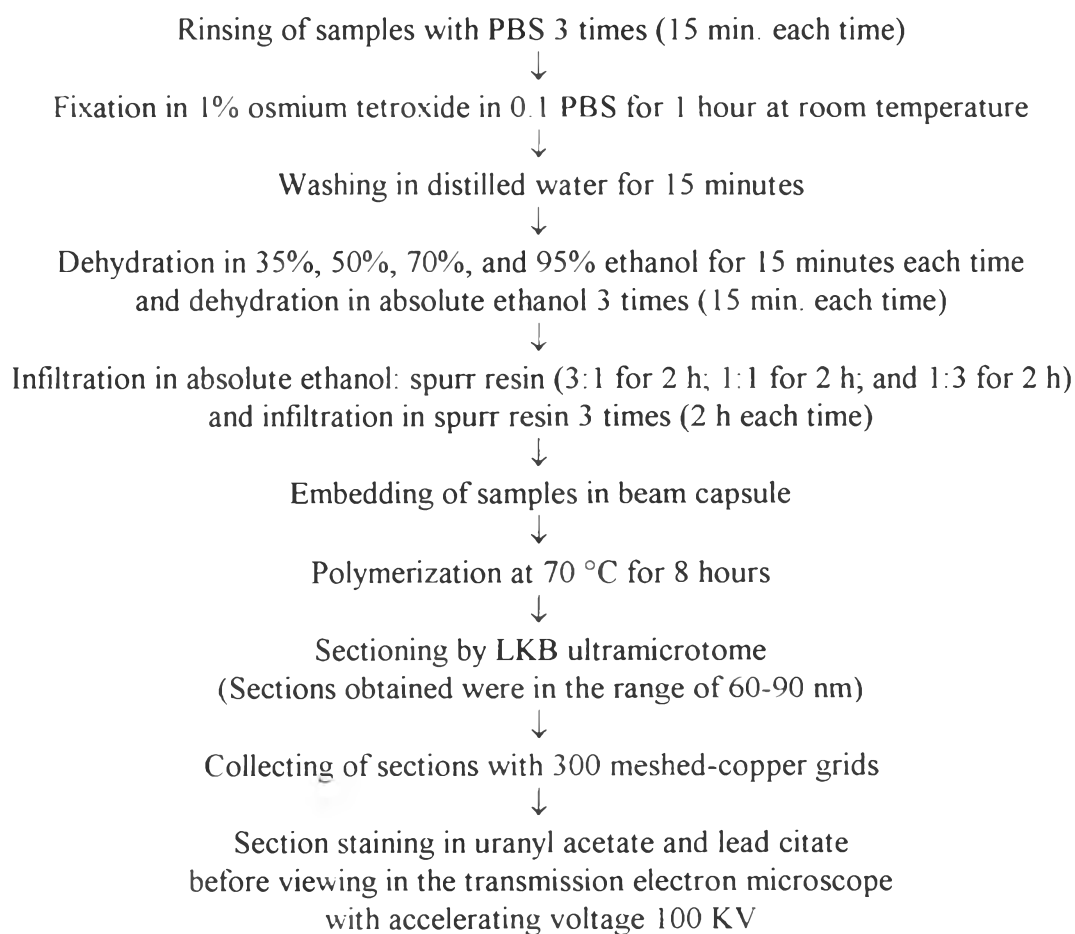 Rinsing of samples with PBS 3 times (15 min. each time)
↓
Fixation in 1% osmium tetroxide in 0.1 PBS for 1 hour at room temperature
↓
Washing in distilled water for 15 minutes
↓
Dehydration in 35%, 50%, 70%, and 95% ethanol for 15 minutes each time
and dehydration in absolute ethanol 3 times (15 min. each time)
↓
Infiltration in absolute ethanol: spurr resin (3:1 for 2 h; 1:1 for 2 h; and 1:3 for 2 h)
and infiltration in spurr resin 3 times (2 h each time)
↓
Embedding of samples in beam capsule
↓
Polymerization at 70 °C for 8 hours
↓
Sectioning by LKB ultramicrotome
(Sections obtained were in the range of 60-90 nm)
↓
Collecting of sections with 300 meshed-copper grids
↓
Section staining in uranyl acetate and lead citate
before viewing in the transmission electron microscope
with accelerating voltage 100 KV